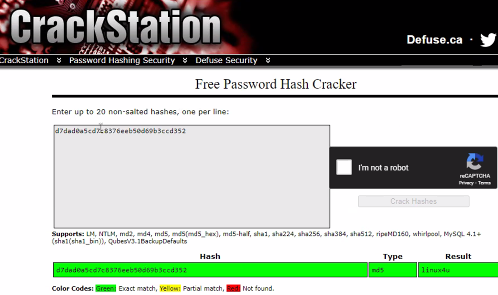 CrackStation
Defuse.ca ·
CrackStation Password Hashing Security Defuse Security
Free Password Hash Cracker
Enter up to 20 non-salted hashes, one per line:
d7dad0a5cd7c8376eeb50d69b3ccd352
I'm not a robot
reCAPTCHA
Privacy - Terms
Crack Hashes
Supports: LM, NTLM, md2, md4, md5, md5(md5_hex), md5-half, sha1, sha224, sha256, sha384, sha512, ripeMD160, whirlpool, MySQL 4.1+
(sha1(sha1_bin)), QubesV3.1BackupDefaults
Hash Type Result
d7dad0a5cd7c8376eeb50d69b3ccd352 md5 linux4u
Color Codes: Green: Exact match, Yellow: Partial match, Red: Not found.